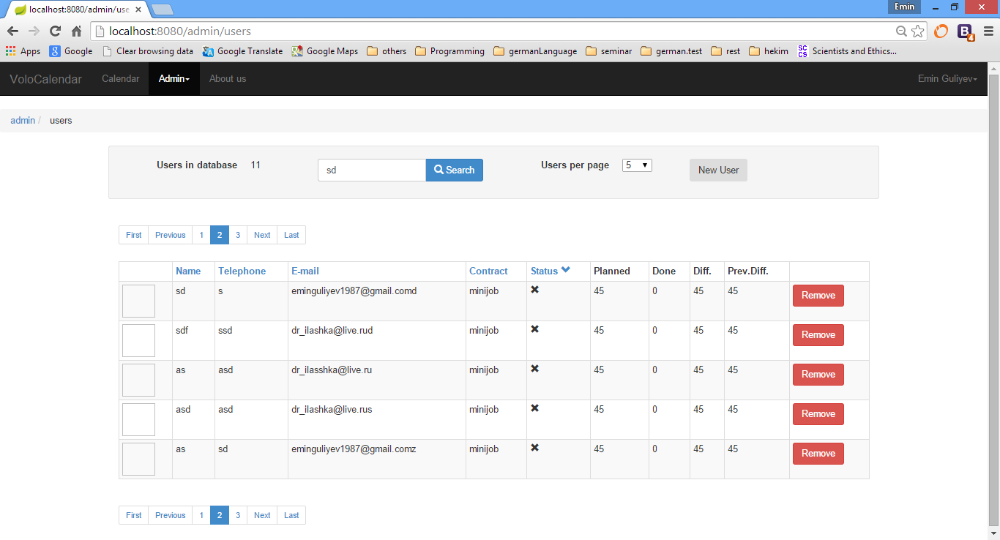 localhost:8080/admin/use
Emin
localhost:8080/admin/users
Apps Google Clear browsing data Google Translate Google Maps others Programming germanLanguage seminar german.test rest hekim Scientists and Ethics...
VoloCalendar Calendar Admin About us Emin Guliyev
admin / users
Users in database 11 sd Search Users per page 5 New User
First Previous 1 2 3 Next Last
Name Telephone E-mail Contract Status Planned Done Diff. Prev.Diff.
sd s eminguliyev1987@gmail.comd minijob 45 0 45 45 Remove
sdf ssd dr_ilashka@live.rud minijob 45 0 45 45 Remove
as asd dr_ilasshka@live.ru minijob 45 0 45 45 Remove
asd asd dr_ilashka@live.rus minijob 45 0 45 45 Remove
as sd eminguliyev1987@gmail.comz minijob 45 0 45 45 Remove
First Previous 1 2 3 Next Last